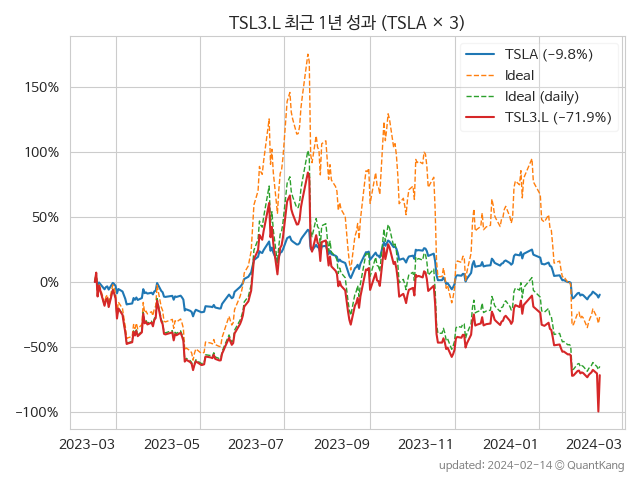 TSL3.L 최근 1년 성과 (TSLA × 3)
TSLA (−9.8%)
Ideal
Ideal (daily)
TSL3.L (−71.9%)
150%
100%
50%
0%
−50%
−100%
2023-03 2023-05 2023-07 2023-09 2023-11 2024-01 2024-03
updated: 2024-02-14 © QuantKang